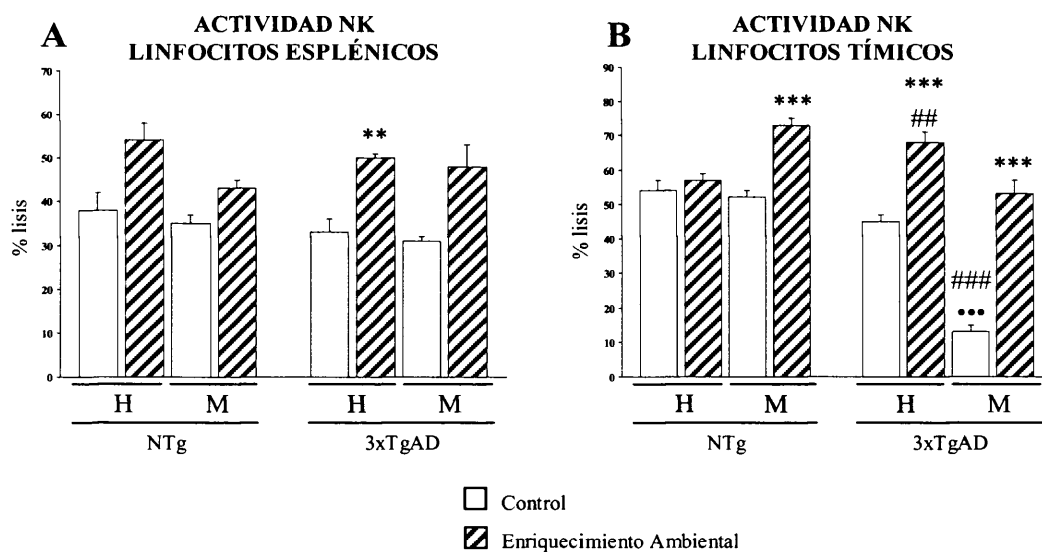 A
ACTIVIDAD NK
LINFOCITOS ESPLÉNICOS
% lisis
70
60
50
40
30
20
10
0
**
H
M
H
M
NTg
3xTgAD
B
ACTIVIDAD NK
LINFOCITOS TÍMICOS
% lisis
90
80
70
60
50
40
30
20
10
0
***
***
##
***
###
•••
H
M
H
M
NTg
3xTgAD
Control
Enriquecimiento Ambiental